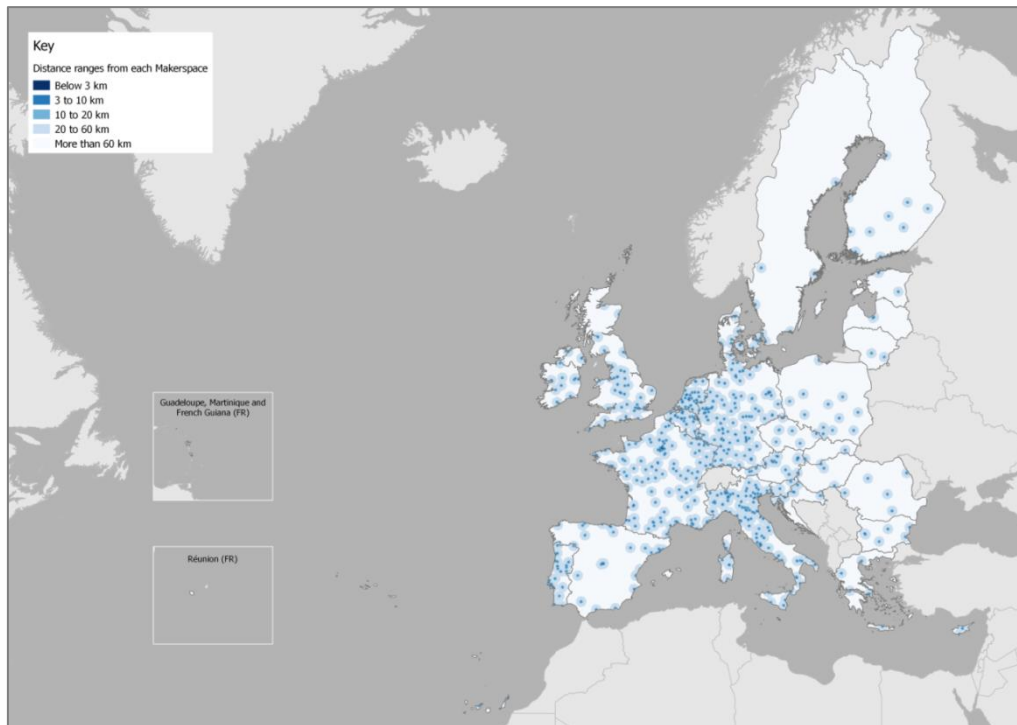 Key
Distance ranges from each Makerspace
Below 3 km
3 to 10 km
10 to 20 km
20 to 60 km
More than 60 km
Guadeloupe, Martinique and
French Guiana (FR)
Réunion (FR)